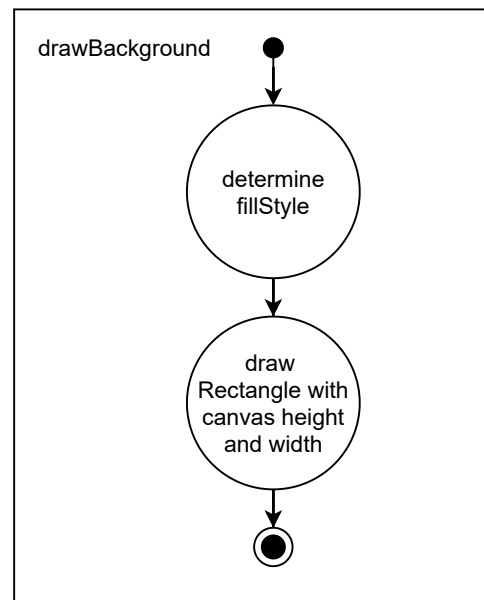 drawBackground
determine
fillStyle
draw
Rectangle with
canvas height
and width